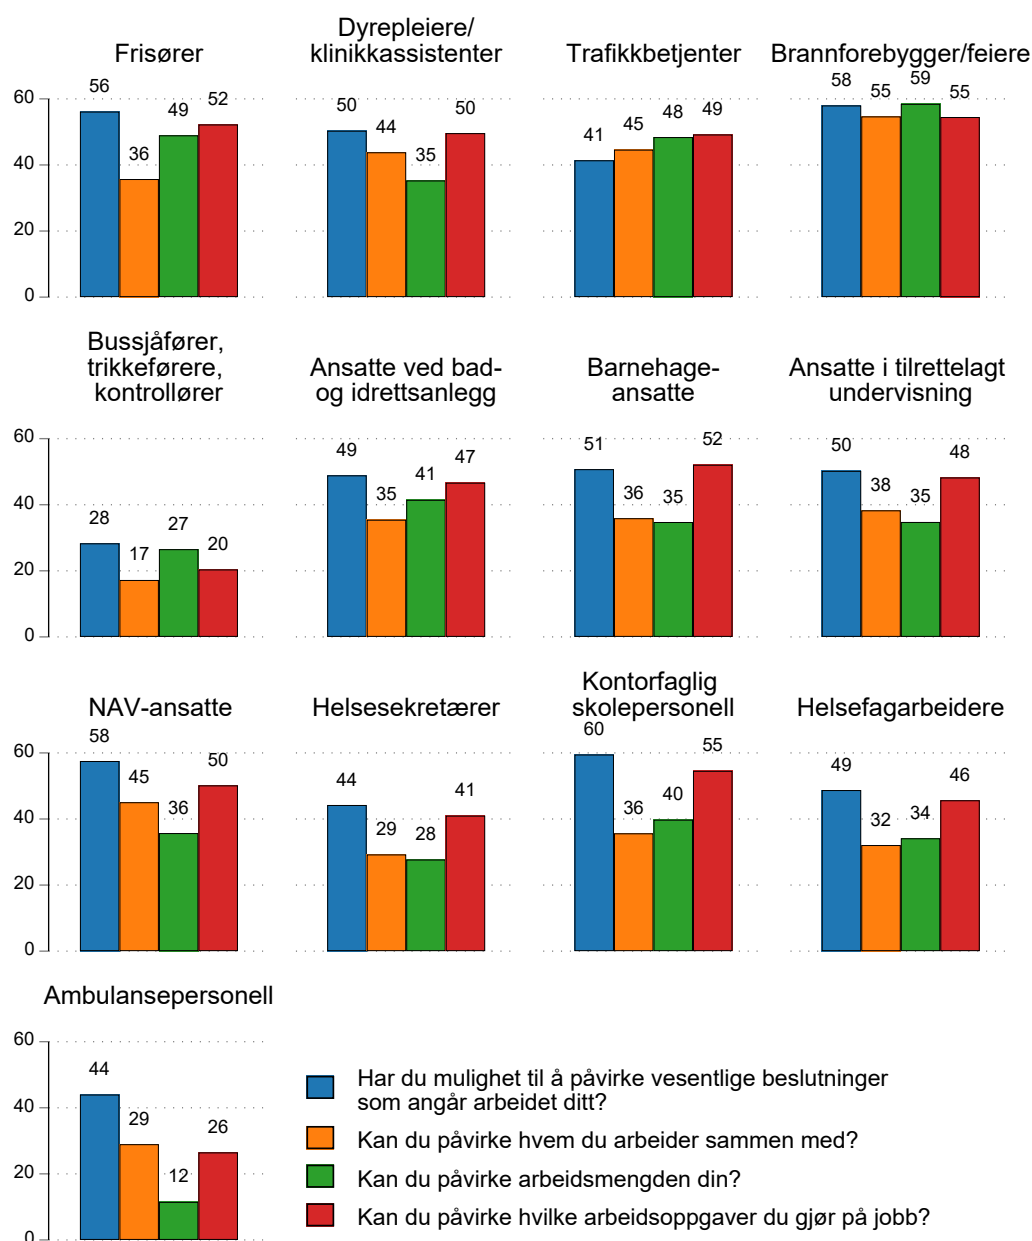 Frisører
Dyrepleiere/
klinikkassistenter
Trafikkbetjenter
Brannforebygger/feiere
60
40
20
0
56
36
49
52
50
44
35
50
41
45
48
49
58
55
59
55
Bussjåfører,
trikkeførere,
kontrollører
Ansatte ved bad-
og idrettsanlegg
Barnehage-
ansatte
Ansatte i tilrettelagt
undervisning
60
40
20
0
28
17
27
20
49
35
41
47
51
36
35
52
50
38
35
48
NAV-ansatte
Helsesekretærer
Kontorfaglig
skolepersonell
Helsefagarbeidere
60
40
20
0
58
45
36
50
44
29
28
41
60
36
40
55
49
32
34
46
Ambulansepersonell
60
40
20
0
44
29
12
26
Har du mulighet til å påvirke vesentlige beslutninger
som angår arbeidet ditt?
Kan du påvirke hvem du arbeider sammen med?
Kan du påvirke arbeidsmengden din?
Kan du påvirke hvilke arbeidsoppgaver du gjør på jobb?